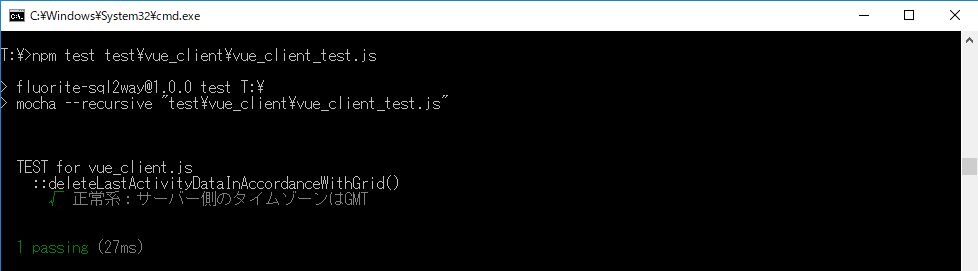 C:¥Windows¥System32¥cmd.exe
T:¥>npm test test¥vue_client¥vue_client_test.js
> fluorite-sql2way@1.0.0 test T:¥
> mocha --recursive "test¥vue_client¥vue_client_test.js"
TEST for vue_client.js
::deleteLastActivityDataInAccordanceWithGrid()
√ 正常系：サーバー側のタイムゾーンはGMT
1 passing (27ms)